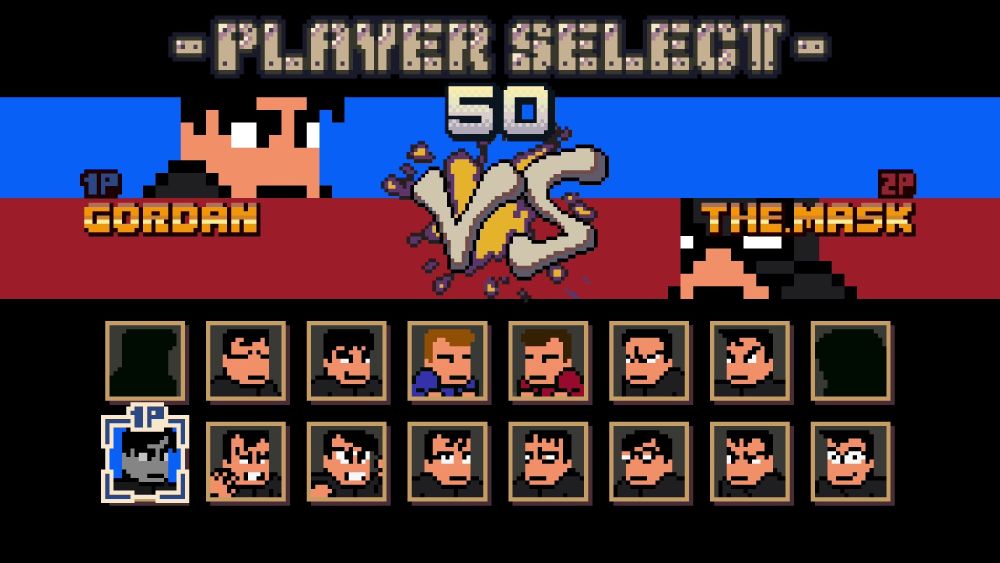 -PLAYER SELECT-
50
VS
1P
2P
GORDAN
THE.MASK
1P